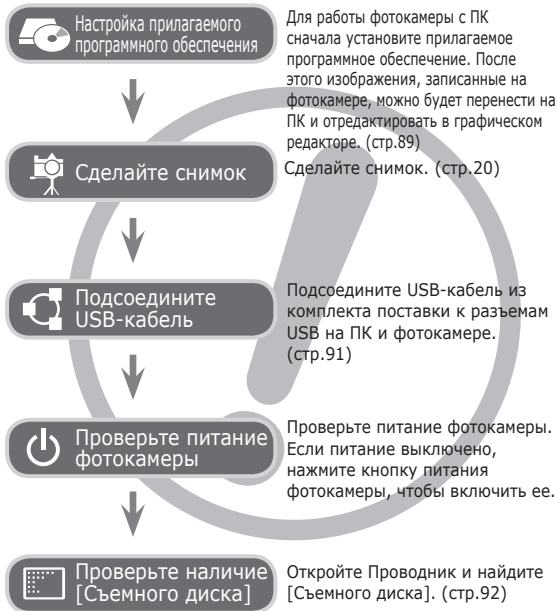 Настройка прилагаемого
программного обеспечения
Для работы фотокамеры с ПК
сначала установите прилагаемое
программное обеспечение. После
этого изображения, записанные на
фотокамере, можно будет перенести на
ПК и отредактировать в графическом
редакторе. (стр.89)
Сделайте снимок
Сделайте снимок. (стр.20)
Подсоедините
USB-кабель
Подсоедините USB-кабель из
комплекта поставки к разъемам
USB на ПК и фотокамере.
(стр.91)
Проверьте питание
фотокамеры
Проверьте питание фотокамеры.
Если питание выключено,
нажмите кнопку питания
фотокамеры, чтобы включить ее.
Проверьте наличие
[Съемного диска]
Откройте Проводник и найдите
[Съемного диска]. (стр.92)